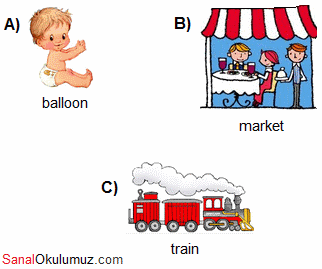 A)
balloon
B)
market
C)
train
SanalOkulumuz.com